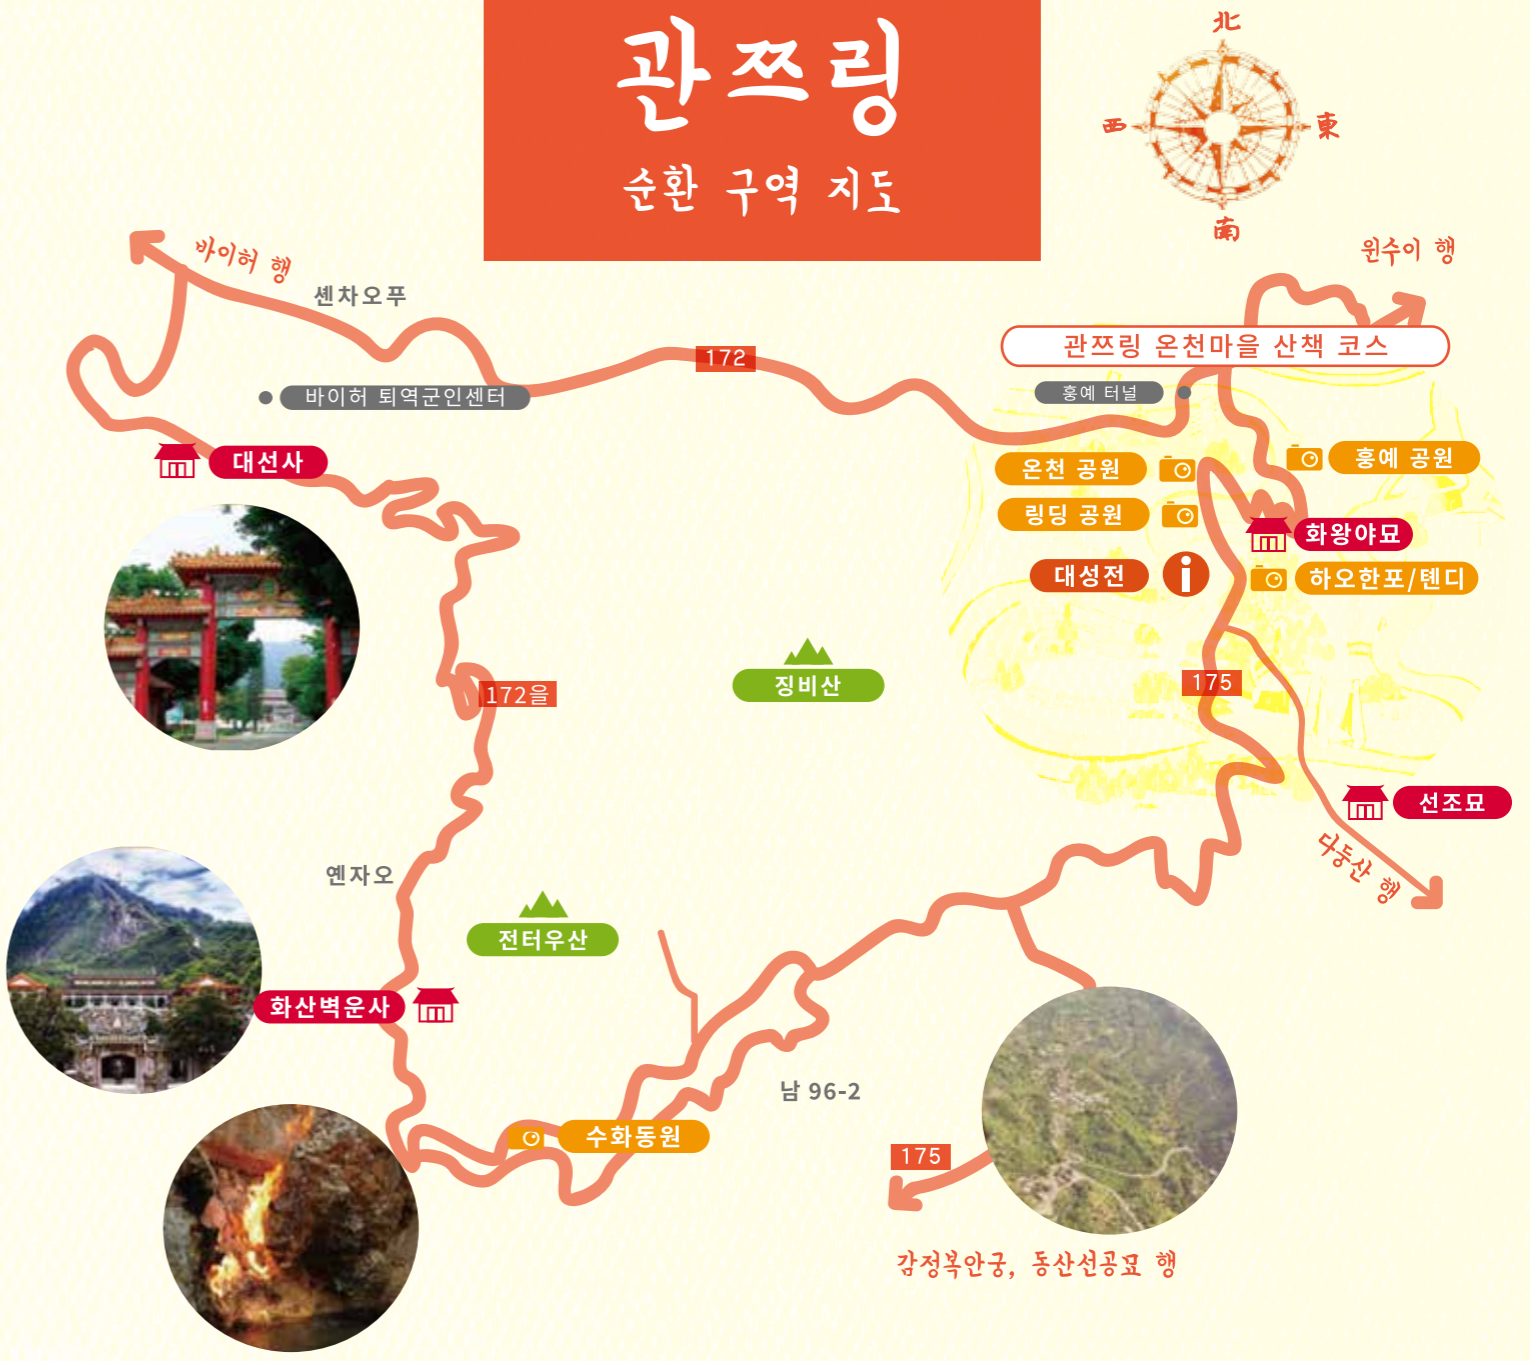 관쯔링
순환 구역 지도
北
西
東
南
바이허 행
셴차오푸
윈수이 행
172
관쯔링 온천마을 산책 코스
바이허 퇴역군인센터
훙예 터널
대선사
온천 공원
훙예 공원
링딩 공원
화왕야묘
대성전
하오한포/톈디
172을
징비산
175
선조묘
다둥산 행
옌자오
전터우산
화산벽운사
남 96-2
수화동원
175
감정복안궁, 동산선공묘 행